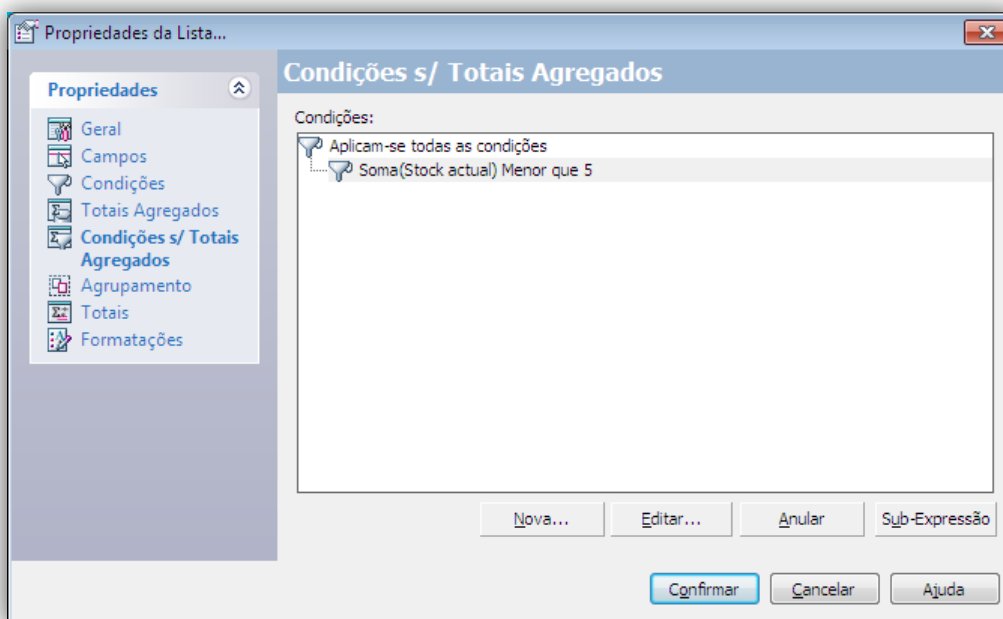 Propriedades da Lista...
Propriedades
Geral
Campos
Condições
Totais Agregados
Condições s/ Totais
Agregados
Agrupamento
Totais
Formatações
Condições s/ Totais Agregados
Condições:
Aplicam-se todas as condições
Soma(Stock actual) Menor que 5
Nova...
Editar...
Anular
Sub-Expressão
Confirmar
Cancelar
Ajuda